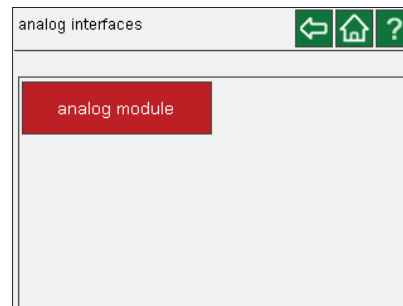 analog interfaces
?
analog module